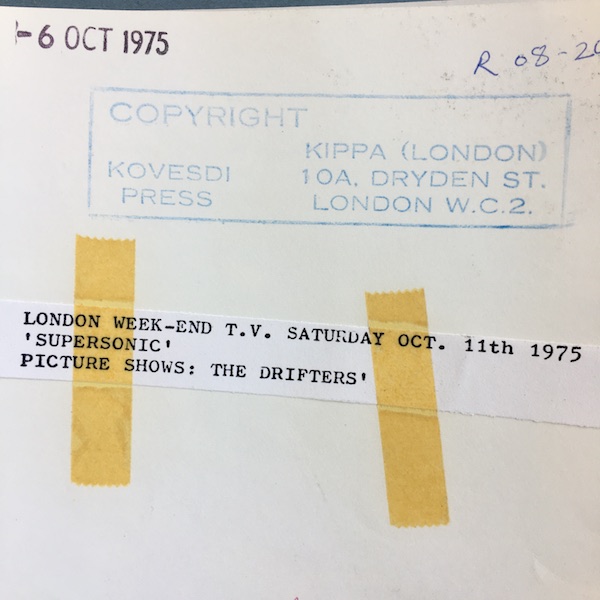 -6 OCT 1975
R 08-2
COPYRIGHT
KOVESDI PRESS
KIPPA (LONDON)
10A, DRYDEN ST.
LONDON W.C.2.
LONDON WEEK-END T.V. SATURDAY OCT. 11th 1975
'SUPERSONIC'
PICTURE SHOWS: THE DRIFTERS'